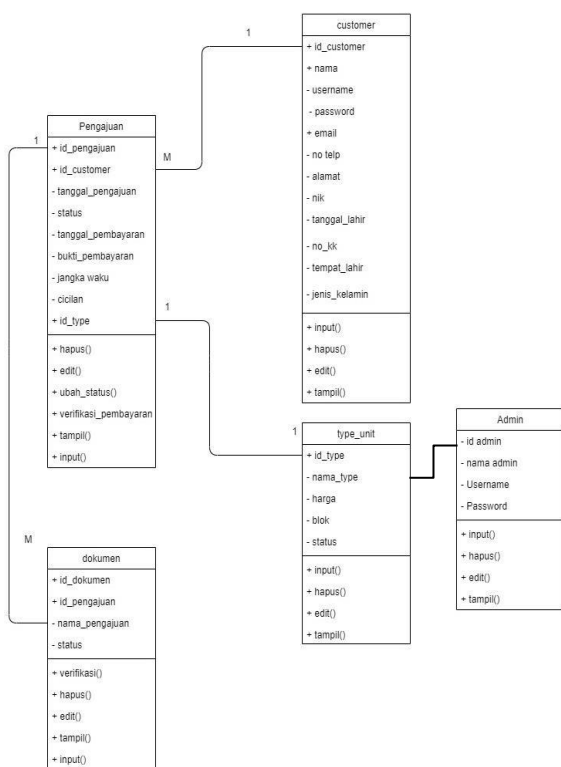 customer
+ id_customer
+ nama
- username
- password
+ email
- no telp
- alamat
- nik
- tanggal_lahir
- no_kk
- tempat_lahir
- jenis_kelamin
+ input()
+ hapus()
+ edit()
+ tampil()
1
M
Pengajuan
+ id_pengajuan
+ id_customer
- tanggal_pengajuan
- status
- tanggal_pembayaran
- bukti_pembayaran
- jangka waku
- cicilan
+ id_type
+ hapus()
+ edit()
+ ubah_status()
+ verifikasi_pembayaran
+ tampil()
+ input()
1
1
1
type_unit
+ id_type
- nama_type
- harga
- blok
- status
+ input()
+ hapus()
+ edit()
+ tampil()
Admin
- id admin
- nama admin
- Username
- Password
+ input()
+ hapus()
+ edit()
+ tampil()
M
dokumen
+ id_dokumen
+ id_pengajuan
- nama_pengajuan
- status
+ verifikasi()
+ hapus()
+ edit()
+ tampil()
+ input()